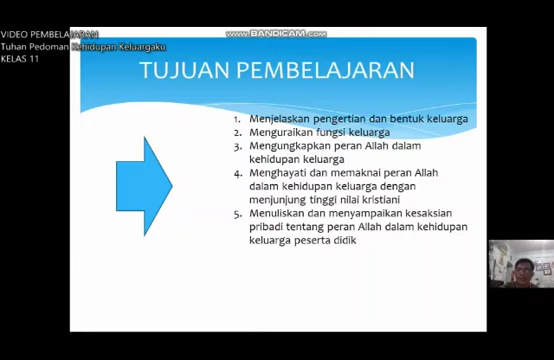 VIDEO PEMBELAJARAN
Tuhan Pedoman Kehidupan Keluargaku
KELAS 11
www.BANDICAM.com
TUJUAN PEMBELAJARAN
1. Menjelaskan pengertian dan bentuk keluarga
2. Menguraikan fungsi keluarga
3. Mengungkapkan peran Allah dalam
kehidupan keluarga
4. Menghayati dan memaknai peran Allah
dalam kehidupan keluarga dengan
menjunjung tinggi nilai kristiani
5. Menuliskan dan menyampaikan kesaksian
pribadi tentang peran Allah dalam kehidupan
keluarga peserta didik